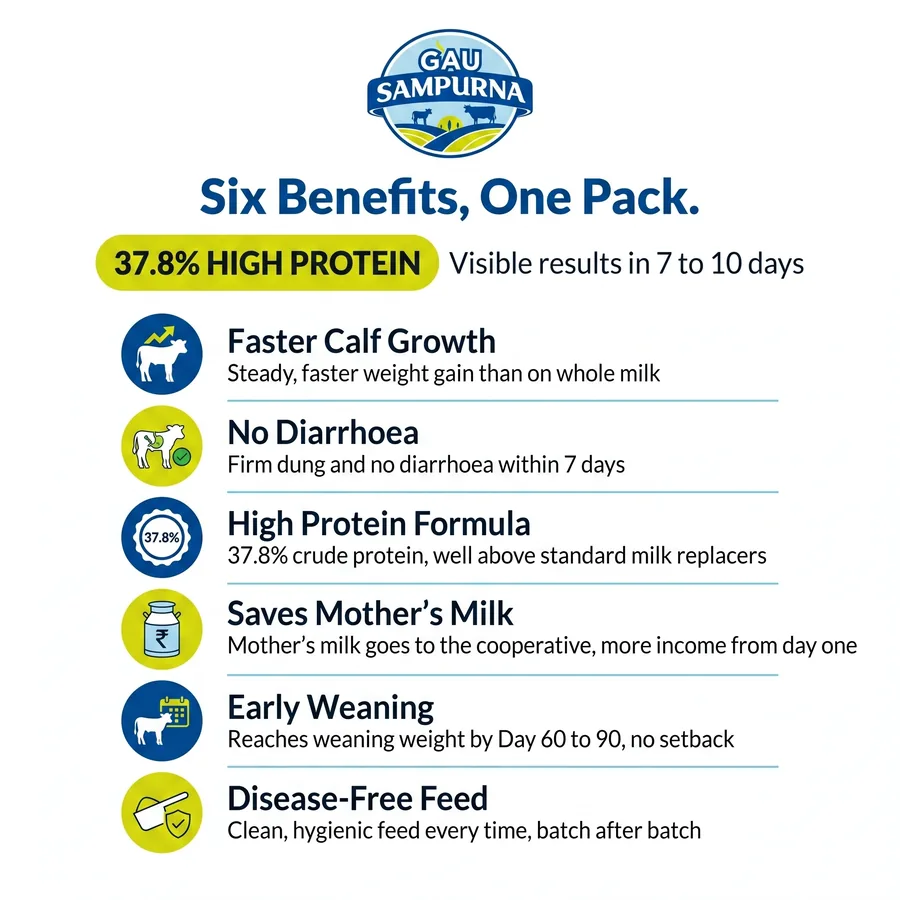 GAU
SAMPURNA
Six Benefits, One Pack.
37.8% HIGH PROTEIN Visible results in 7 to 10 days
Faster Calf Growth
Steady, faster weight gain than on whole milk
No Diarrhoea
Firm dung and no diarrhoea within 7 days
37.8%
High Protein Formula
37.8% crude protein, well above standard milk replacers
₹
Saves Mother's Milk
Mother's milk goes to the cooperative, more income from day one
Early Weaning
Reaches weaning weight by Day 60 to 90, no setback
Disease-Free Feed
Clean, hygienic feed every time, batch after batch